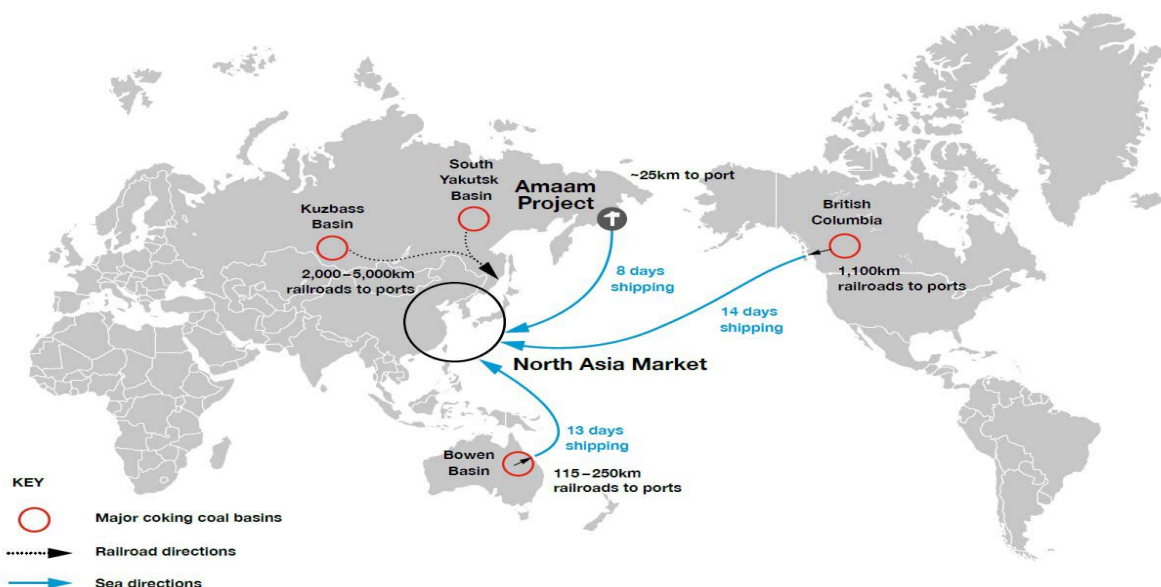 South
Yakutsk
Basin
Amaam
Project
~25km to port
Kuzbass
Basin
British
Columbia
2,000–5,000km
railroads to ports
8 days
shipping
1,100km
railroads to ports
14 days
shipping
North Asia Market
13 days
shipping
Bowen
Basin
115–250km
railroads to ports
KEY
Major coking coal basins
Railroad directions
Sea directions